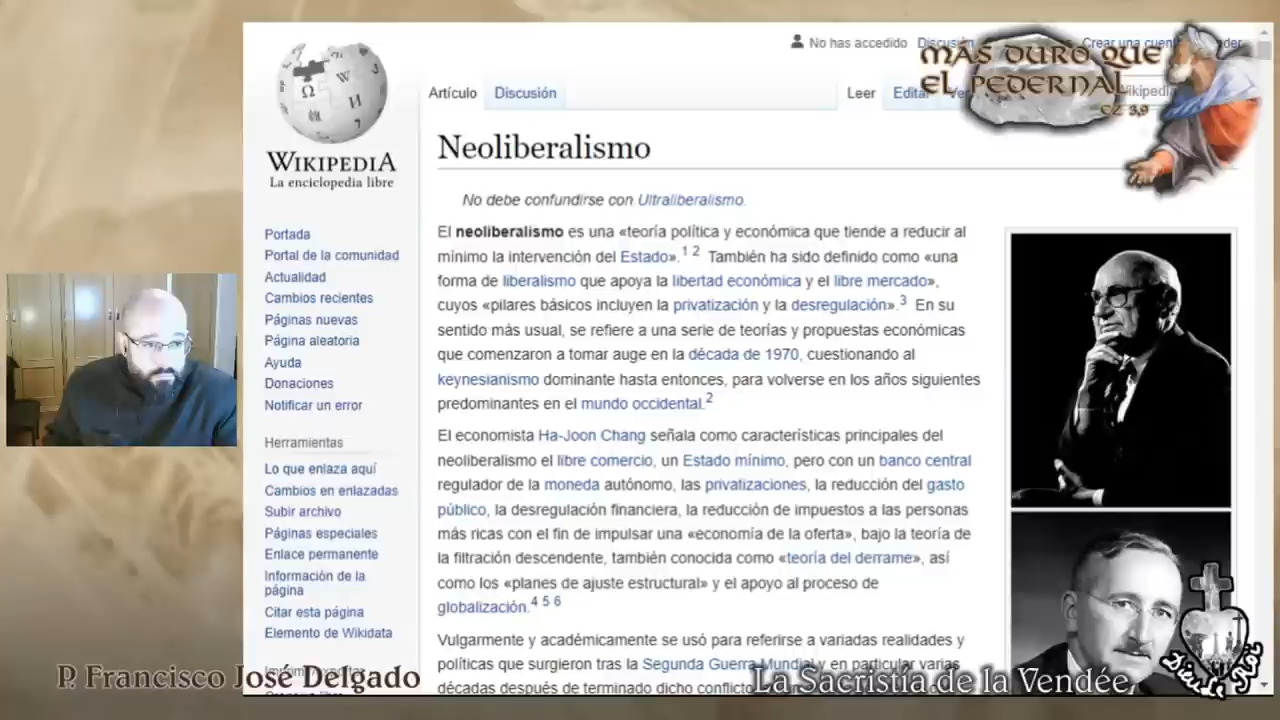 No has accedido
Discusión
Crear una cuenta
MÁS DURO QUE
EL PEDERNAL
EZ 3,9
WIKIPEDIA
La enciclopedia libre
Artículo
Discusión
Leer
Editar
Neoliberalismo
No debe confundirse con Ultraliberalismo.
El neoliberalismo es una «teoría política y económica que tiende a reducir al
mínimo la intervención del Estado».1 2 También ha sido definido como «una
forma de liberalismo que apoya la libertad económica y el libre mercado»,
cuyos «pilares básicos incluyen la privatización y la desregulación».3 En su
sentido más usual, se refiere a una serie de teorías y propuestas económicas
que comenzaron a tomar auge en la década de 1970, cuestionando al
keynesianismo dominante hasta entonces, para volverse en los años siguientes
predominantes en el mundo occidental.2
El economista Ha-Joon Chang señala como características principales del
neoliberalismo el libre comercio, un Estado mínimo, pero con un banco central
regulador de la moneda autónomo, las privatizaciones, la reducción del gasto
público, la desregulación financiera, la reducción de impuestos a las personas
más ricas con el fin de impulsar una «economía de la oferta», bajo la teoría de
la filtración descendente, también conocida como «teoría del derrame», así
como los «planes de ajuste estructural» y el apoyo al proceso de
globalización.4 5 6
Vulgarmente y académicamente se usó para referirse a variadas realidades y
políticas que surgieron tras la Segunda Guerra Mundial y en particular varias
décadas después de terminado dicho conflicto
Portada
Portal de la comunidad
Actualidad
Cambios recientes
Páginas nuevas
Página aleatoria
Ayuda
Donaciones
Notificar un error
Herramientas
Lo que enlaza aquí
Cambios en enlazadas
Subir archivo
Páginas especiales
Enlace permanente
Información de la
página
Citar esta página
Elemento de Wikidata
P. Francisco José Delgado
La Sacristía de la Vendée
Dieu le Roi